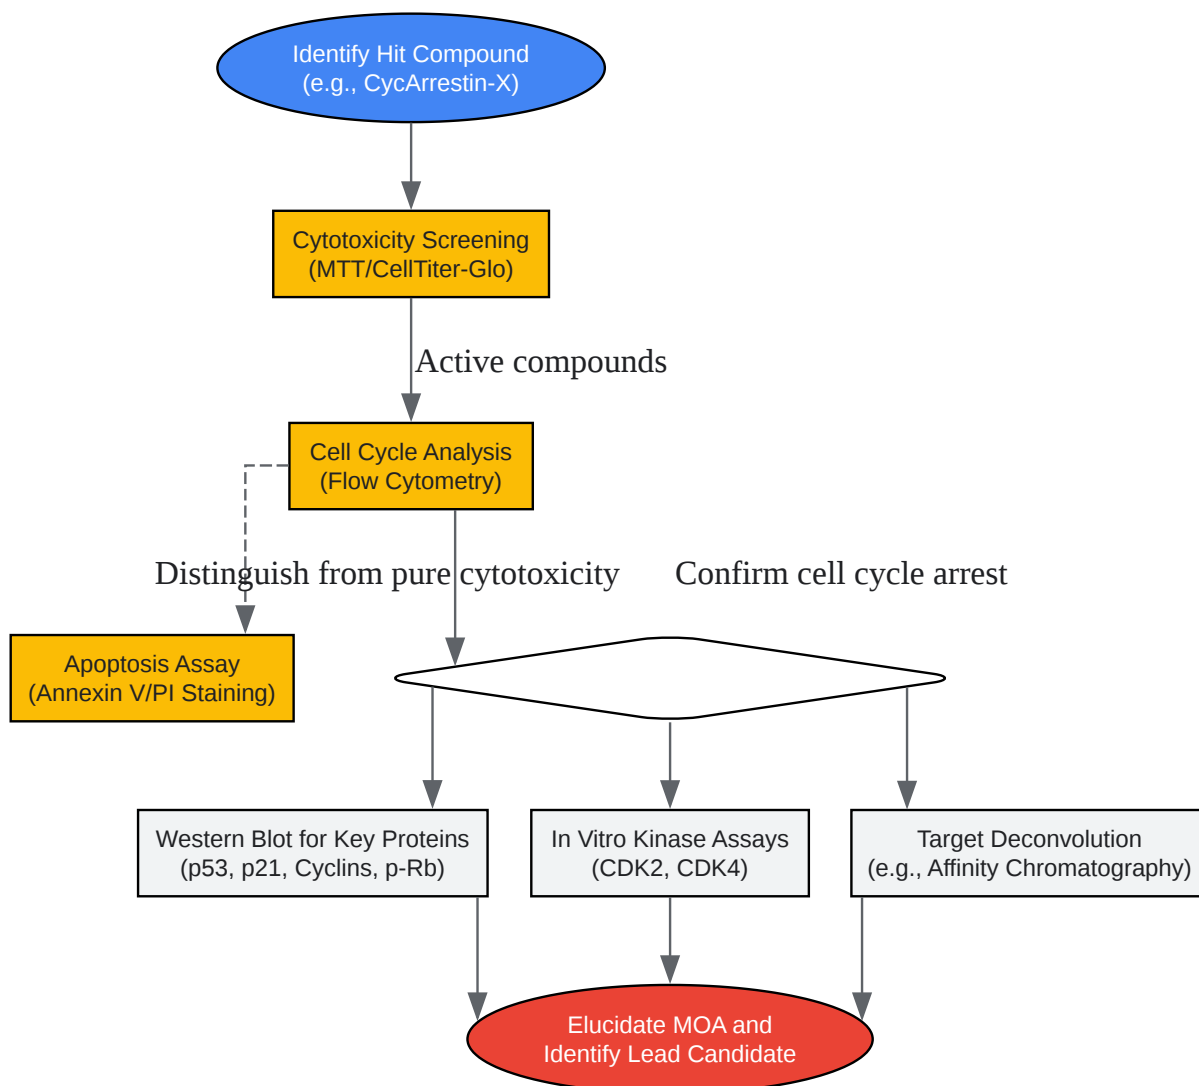 Identify Hit Compound
(e.g., CycArrestin-X)
Cytotoxicity Screening
(MTT/CellTiter-Glo)
Active compounds
Cell Cycle Analysis
(Flow Cytometry)
Distinguish from pure cytotoxicity
Confirm cell cycle arrest
Apoptosis Assay
(Annexin V/PI Staining)
Western Blot for Key Proteins
(p53, p21, Cyclins, p-Rb)
In Vitro Kinase Assays
(CDK2, CDK4)
Target Deconvolution
(e.g., Affinity Chromatography)
Elucidate MOA and
Identify Lead Candidate